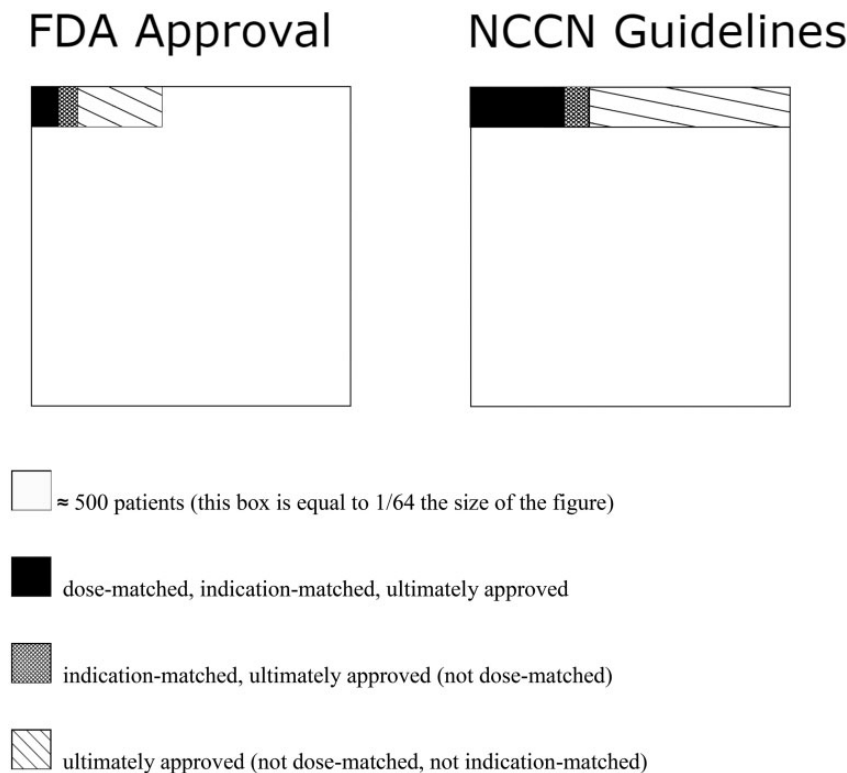 FDA Approval
NCCN Guidelines
≈ 500 patients (this box is equal to 1/64 the size of the figure)
dose-matched, indication-matched, ultimately approved
indication-matched, ultimately approved (not dose-matched)
ultimately approved (not dose-matched, not indication-matched)